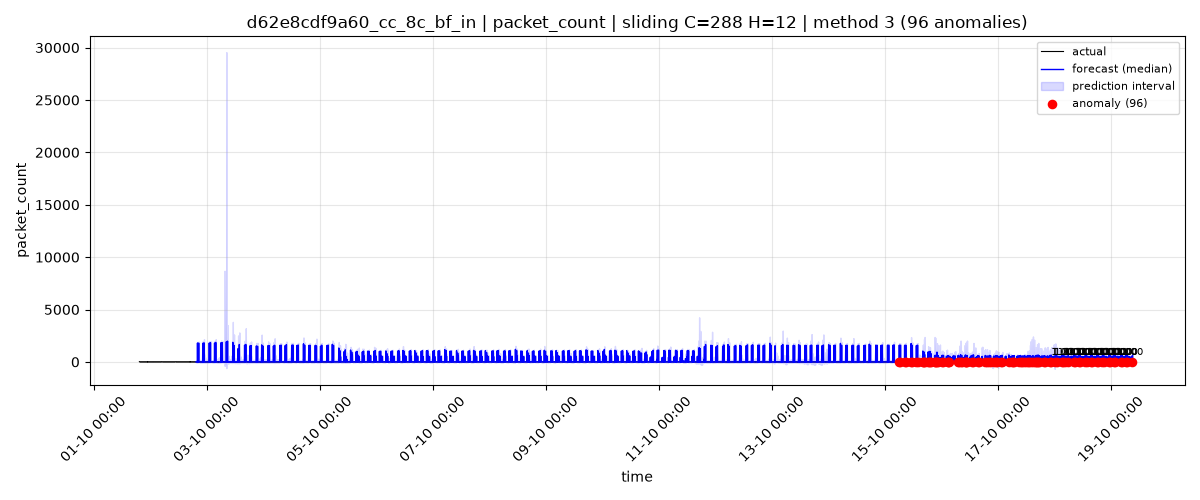 d62e8cdf9a60_cc_8c_bf_in | packet_count | sliding C=288 H=12 | method 3 (96 anomalies)
actual
forecast (median)
prediction interval
anomaly (96)
packet_count
30000
25000
20000
15000
10000
5000
0
01-10 00:00
03-10 00:00
05-10 00:00
07-10 00:00
09-10 00:00
11-10 00:00
13-10 00:00
15-10 00:00
17-10 00:00
19-10 00:00
time